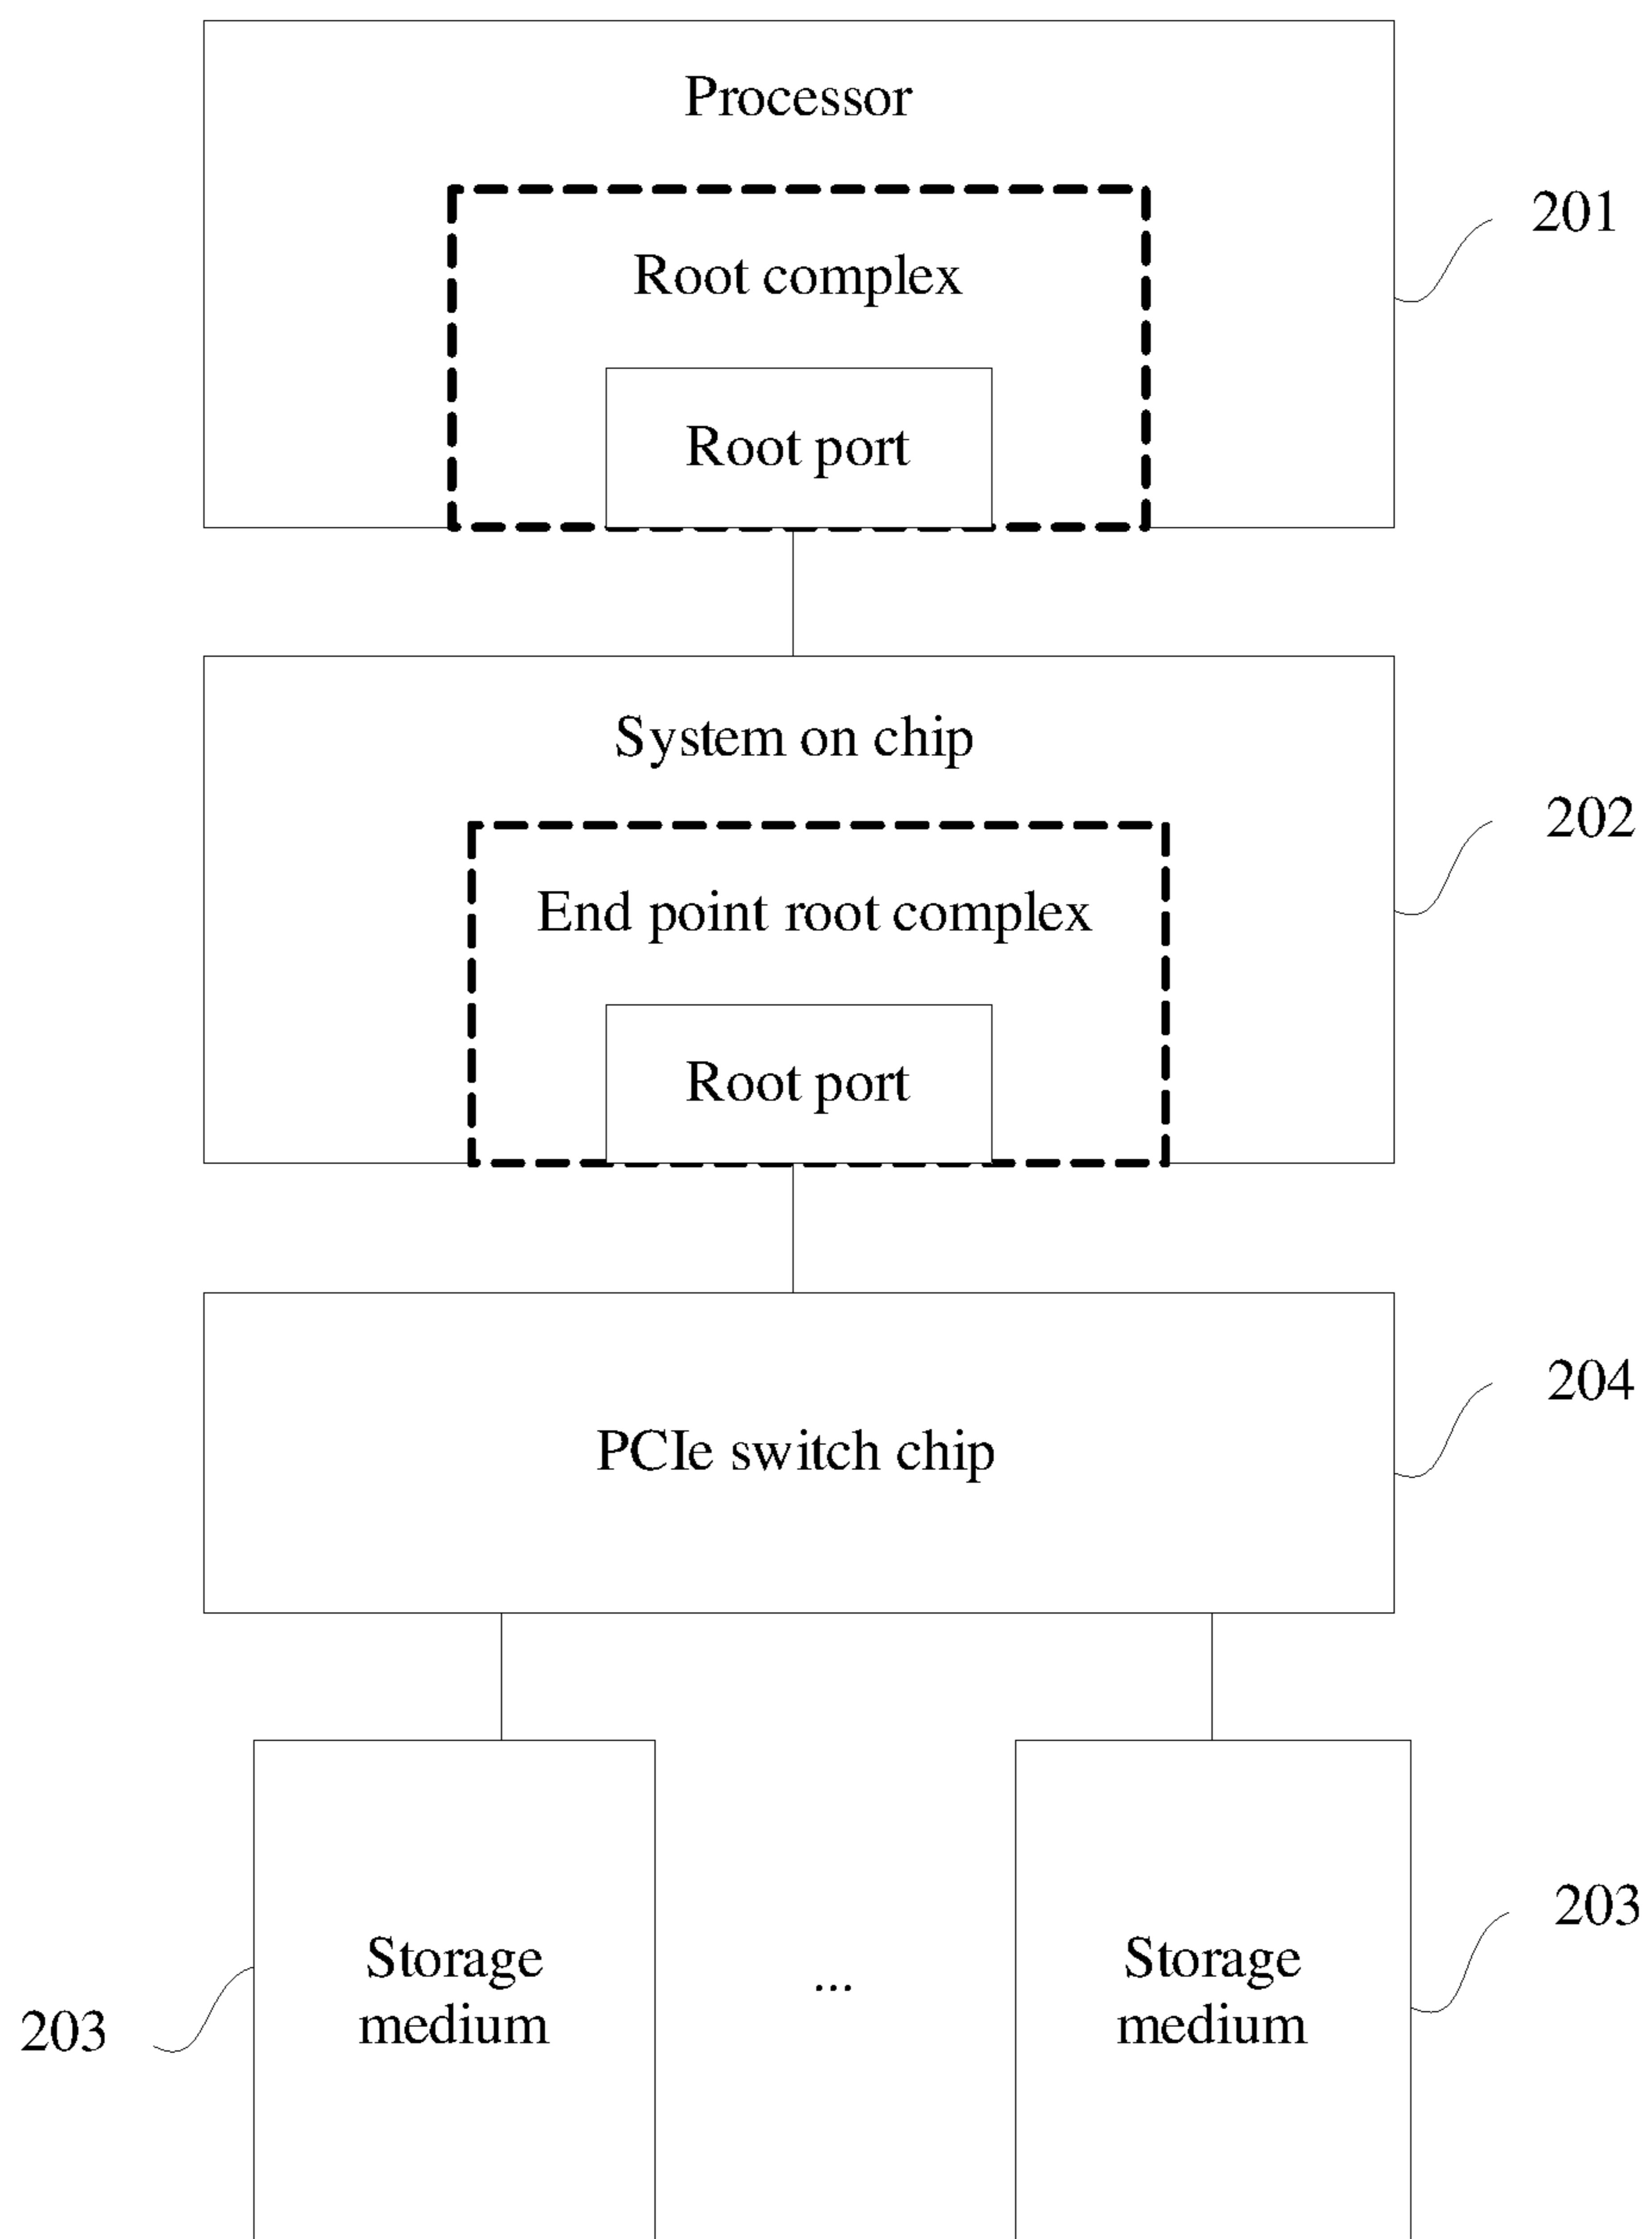 Processor
201
Root complex
Root port
System on chip
202
End point root complex
Root port
PCIe switch chip
204
Storage
medium
203
...
Storage
medium
203